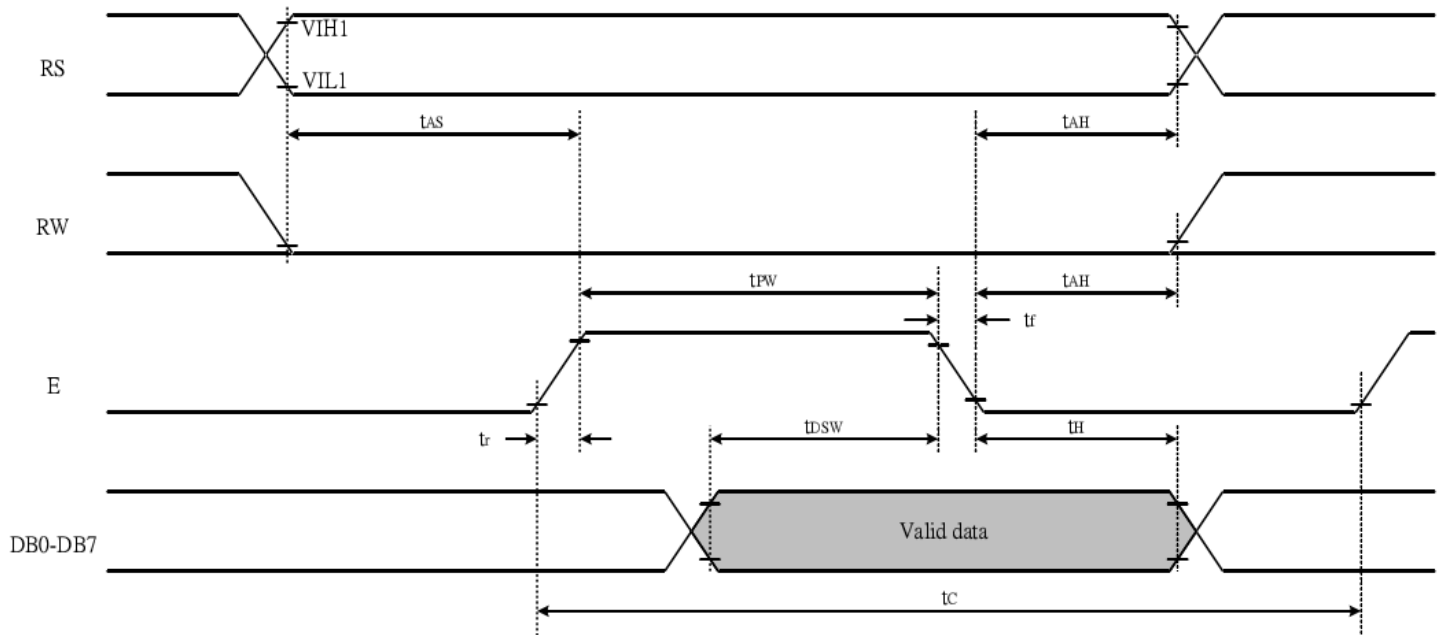 VIH1
RS
VIL1
tAS
tAH
RW
tPW
tAH
tf
E
tr
tDSW
tH
DB0-DB7
Valid data
tC